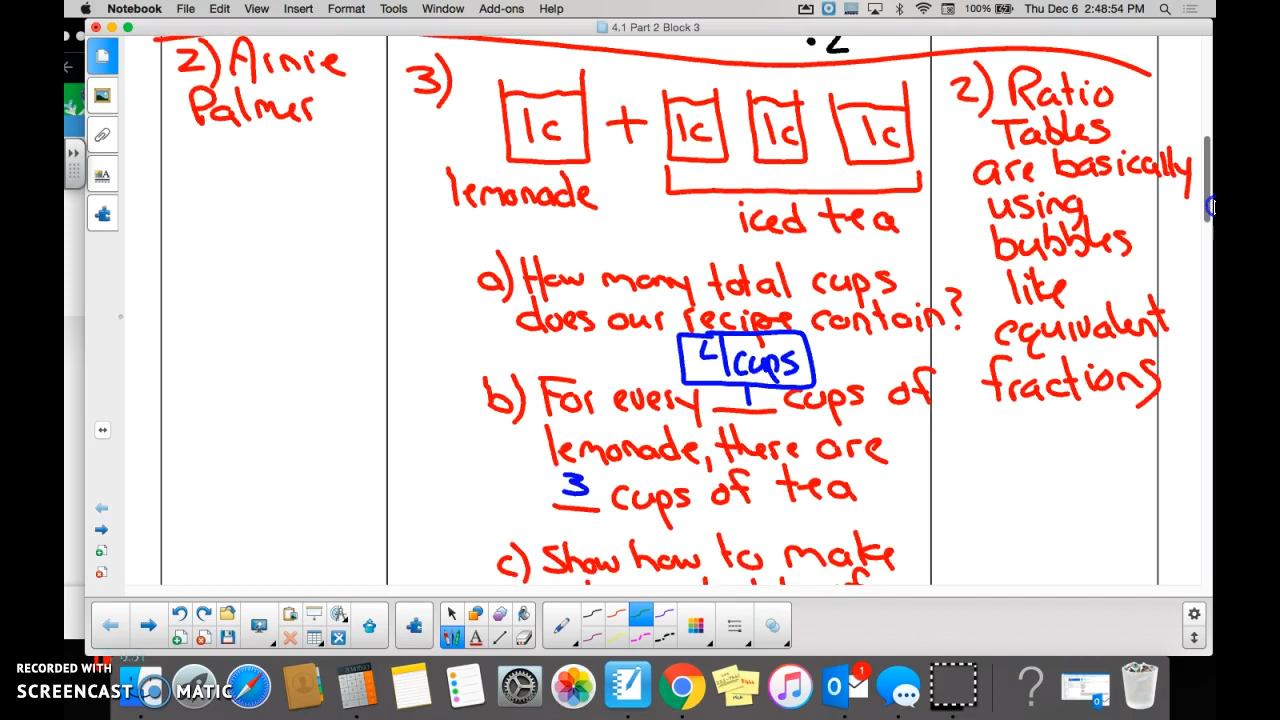 Notebook File Edit View Insert Format Tools Window Add-ons Help 100% Thu Dec 6 2:48:54 PM
4.1 Part 2 Block 3
.2
2) Arnie
Palmer
3)
1c + 1c 1c 1c
lemonade
iced tea
a) How many total cups
does our recipe contain?
4 cups
b) For every 1 cups of
lemonade, there are
3 cups of tea
c) Show how to make
2) Ratio
Tables
are basically
using
bubbles
like
equivalent
fractions
RECORDED WITH
SCREENCAST MATIC
1